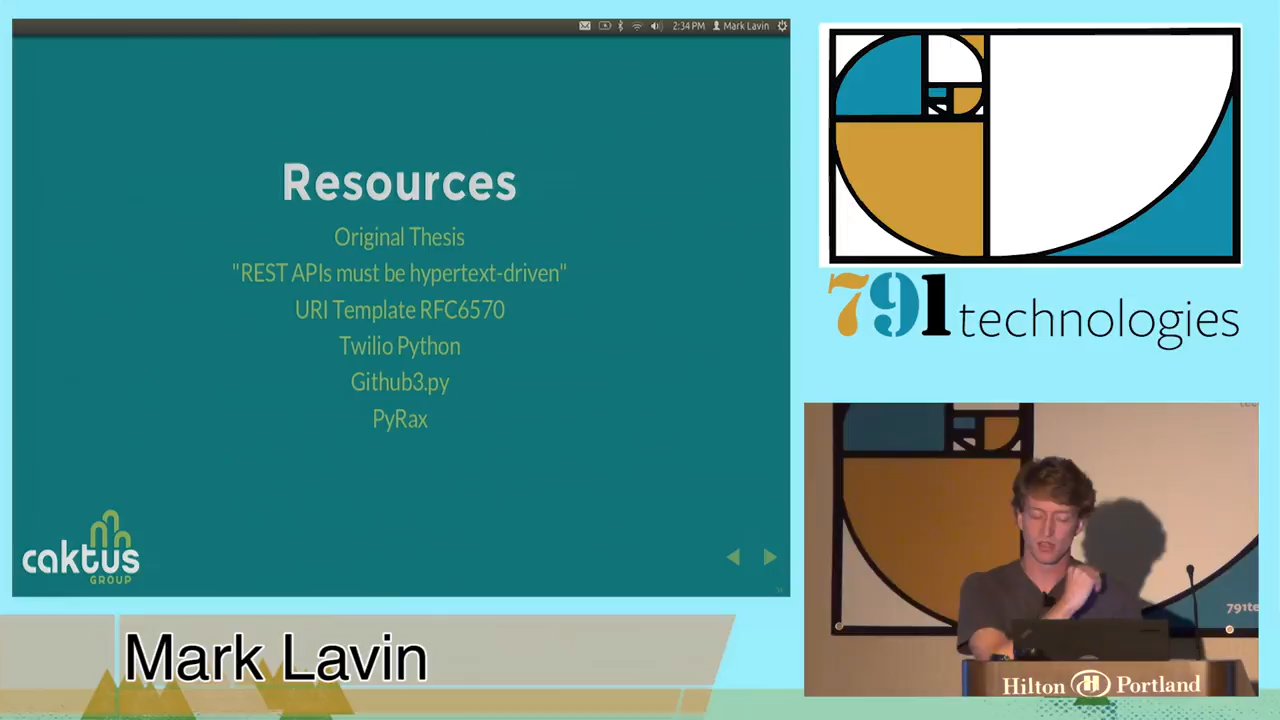 2:34 PM Mark Lavin
Resources
Original Thesis
"REST APIs must be hypertext-driven"
URI Template RFC6570
Twilio Python
Github3.py
PyRax
caktus
GROUP
791technologies
791te
Hilton Portland
Mark Lavin